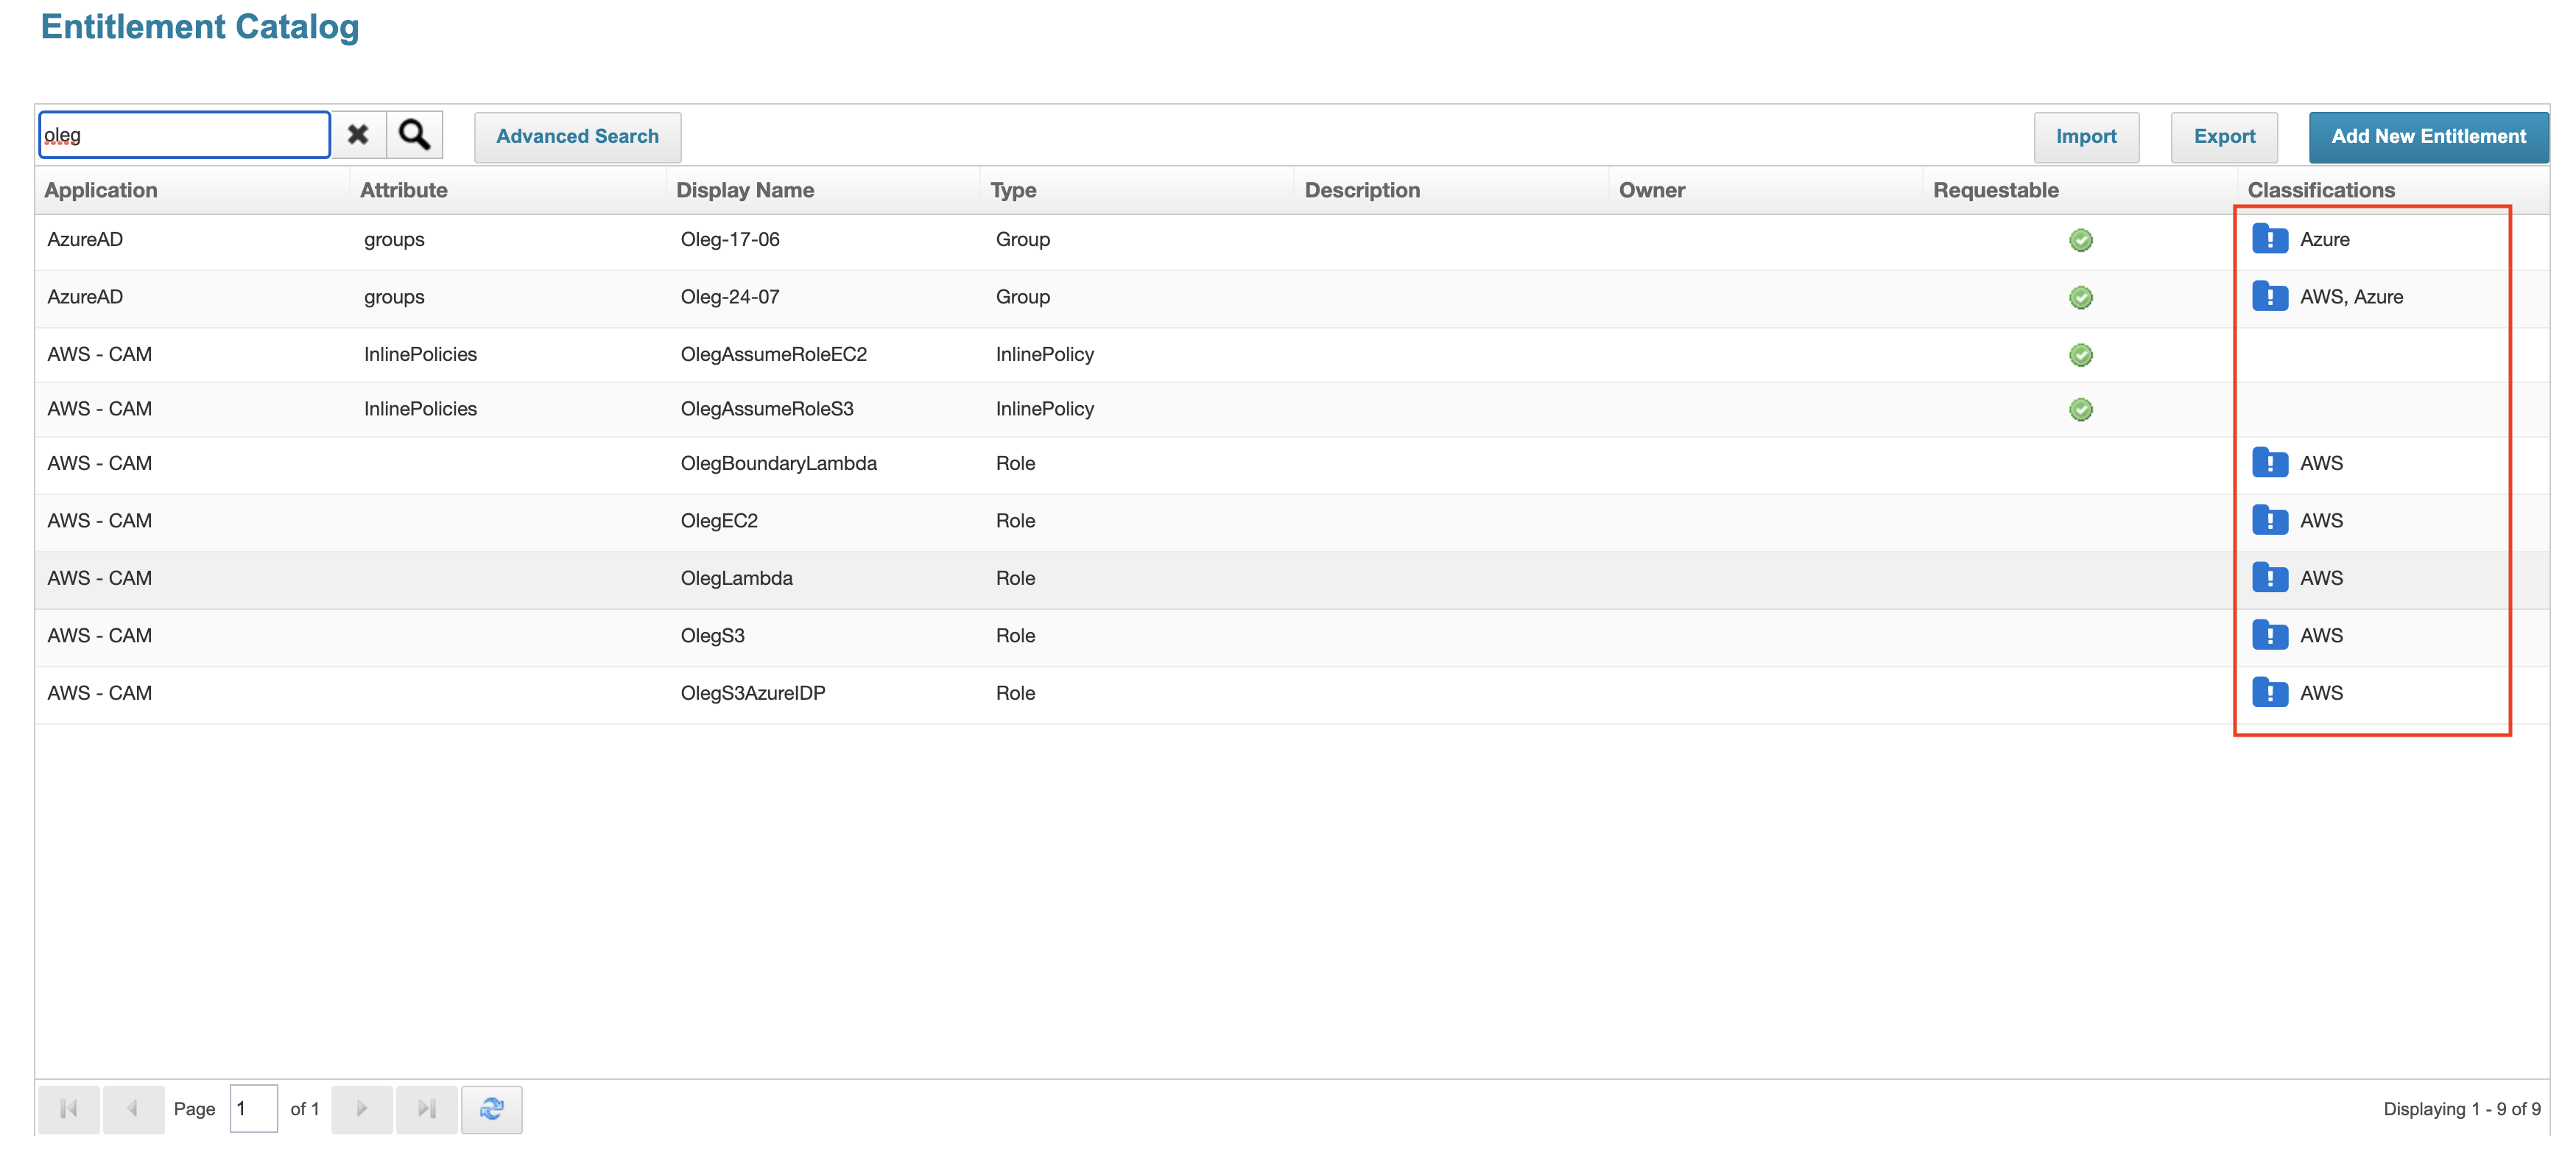 Entitlement Catalog
oleg Advanced Search Import Export Add New Entitlement
Application Attribute Display Name Type Description Owner Requestable Classifications
AzureAD groups Oleg-17-06 Group Azure
AzureAD groups Oleg-24-07 Group AWS, Azure
AWS - CAM InlinePolicies OlegAssumeRoleEC2 InlinePolicy
AWS - CAM InlinePolicies OlegAssumeRoleS3 InlinePolicy
AWS - CAM OlegBoundaryLambda Role AWS
AWS - CAM OlegEC2 Role AWS
AWS - CAM OlegLambda Role AWS
AWS - CAM OlegS3 Role AWS
AWS - CAM OlegS3AzureIDP Role AWS
Page 1 of 1 Displaying 1 - 9 of 9